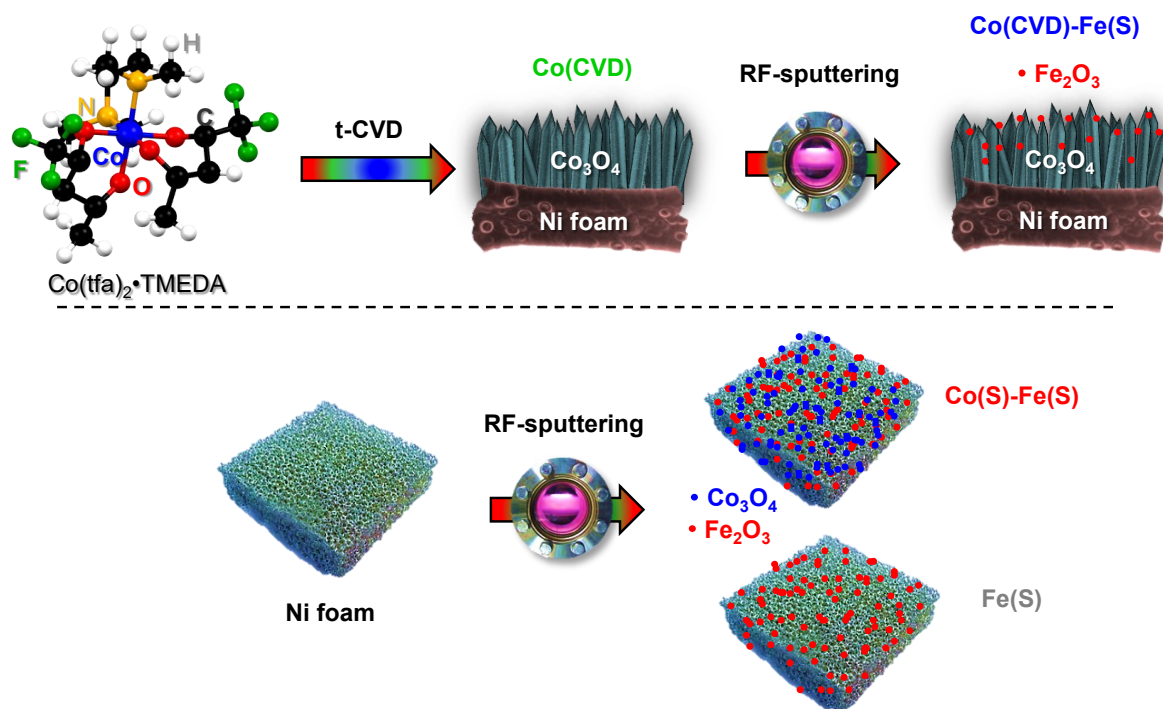 H
N
C
F
Co
O
Co(tfa)₂•TMEDA
t-CVD
Co(CVD)
Co₃O₄
Ni foam
RF-sputtering
Co(CVD)-Fe(S)
• Fe₂O₃
Co₃O₄
Ni foam
Ni foam
RF-sputtering
Co(S)-Fe(S)
• Co₃O₄
• Fe₂O₃
Fe(S)